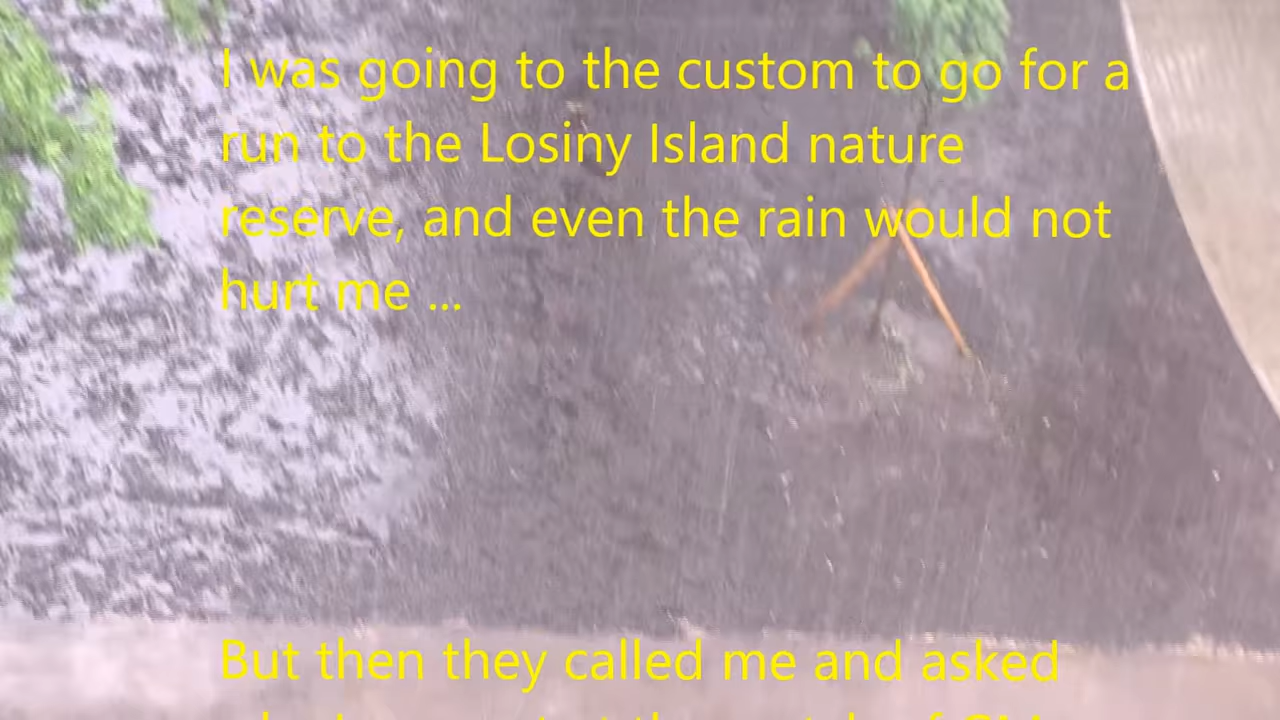 I was going to the custom to go for a
run to the Losiny Island nature
reserve, and even the rain would not
hurt me ...
But then they called me and asked